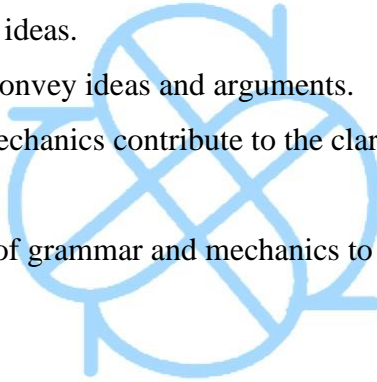 ideas.
onvey ideas and arguments.
echanics contribute to the clar
of grammar and mechanics to